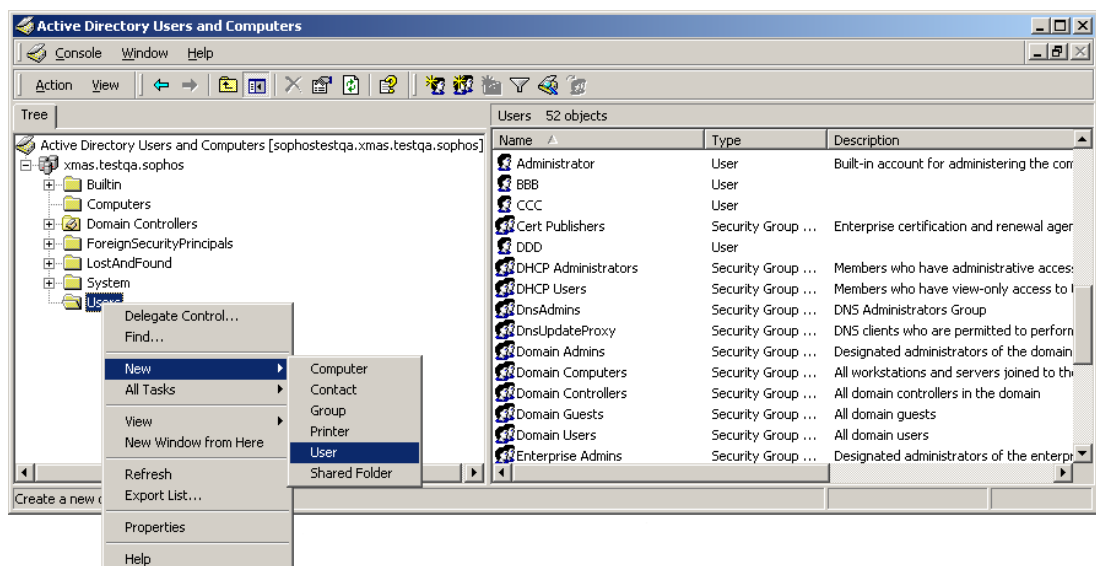 Active Directory Users and Computers
Console Window Help
Action View
Tree
Users 52 objects
Active Directory Users and Computers [sophostestqa.xmas.testqa.sophos]
xmas.testqa.sophos
Builtin
Computers
Domain Controllers
ForeignSecurityPrincipals
LostAndFound
System
Users
Delegate Control...
Find...
New
All Tasks
View
New Window from Here
Refresh
Export List...
Properties
Help
Computer
Contact
Group
Printer
User
Shared Folder
Name Type Description
Administrator User Built-in account for administering the com
BBB User
CCC User
Cert Publishers Security Group ... Enterprise certification and renewal agen
DDD User
DHCP Administrators Security Group ... Members who have administrative access
DHCP Users Security Group ... Members who have view-only access to
DnsAdmins Security Group ... DNS Administrators Group
DnsUpdateProxy Security Group ... DNS clients who are permitted to perform
Domain Admins Security Group ... Designated administrators of the domain
Domain Computers Security Group ... All workstations and servers joined to the
Domain Controllers Security Group ... All domain controllers in the domain
Domain Guests Security Group ... All domain guests
Domain Users Security Group ... All domain users
Enterprise Admins Security Group ... Designated administrators of the enterpr
Create a new